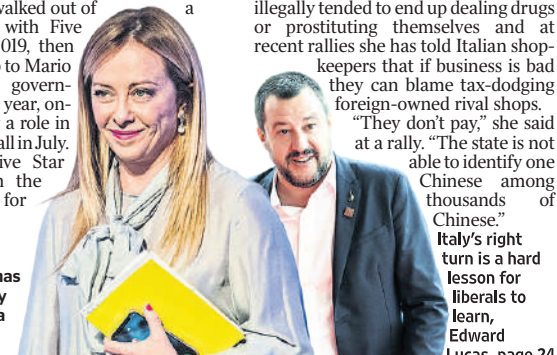 walked out of
with Five
2019, then
to Mario
govern-
year, on-
a role in
all in July.
ive Star
the
for
has
a
a
illegally tended to end up dealing drugs
or prostituting themselves and at
recent rallies she has told Italian shop-
keepers that if business is bad
they can blame tax-dodging
foreign-owned rival shops.
“They don’t pay,” she said
at a rally. “The state is not
able to identify one
Chinese among
thousands of
Chinese.”
Italy’s right
turn is a hard
lesson for
liberals to
learn,
Edward
Lucas, page 24